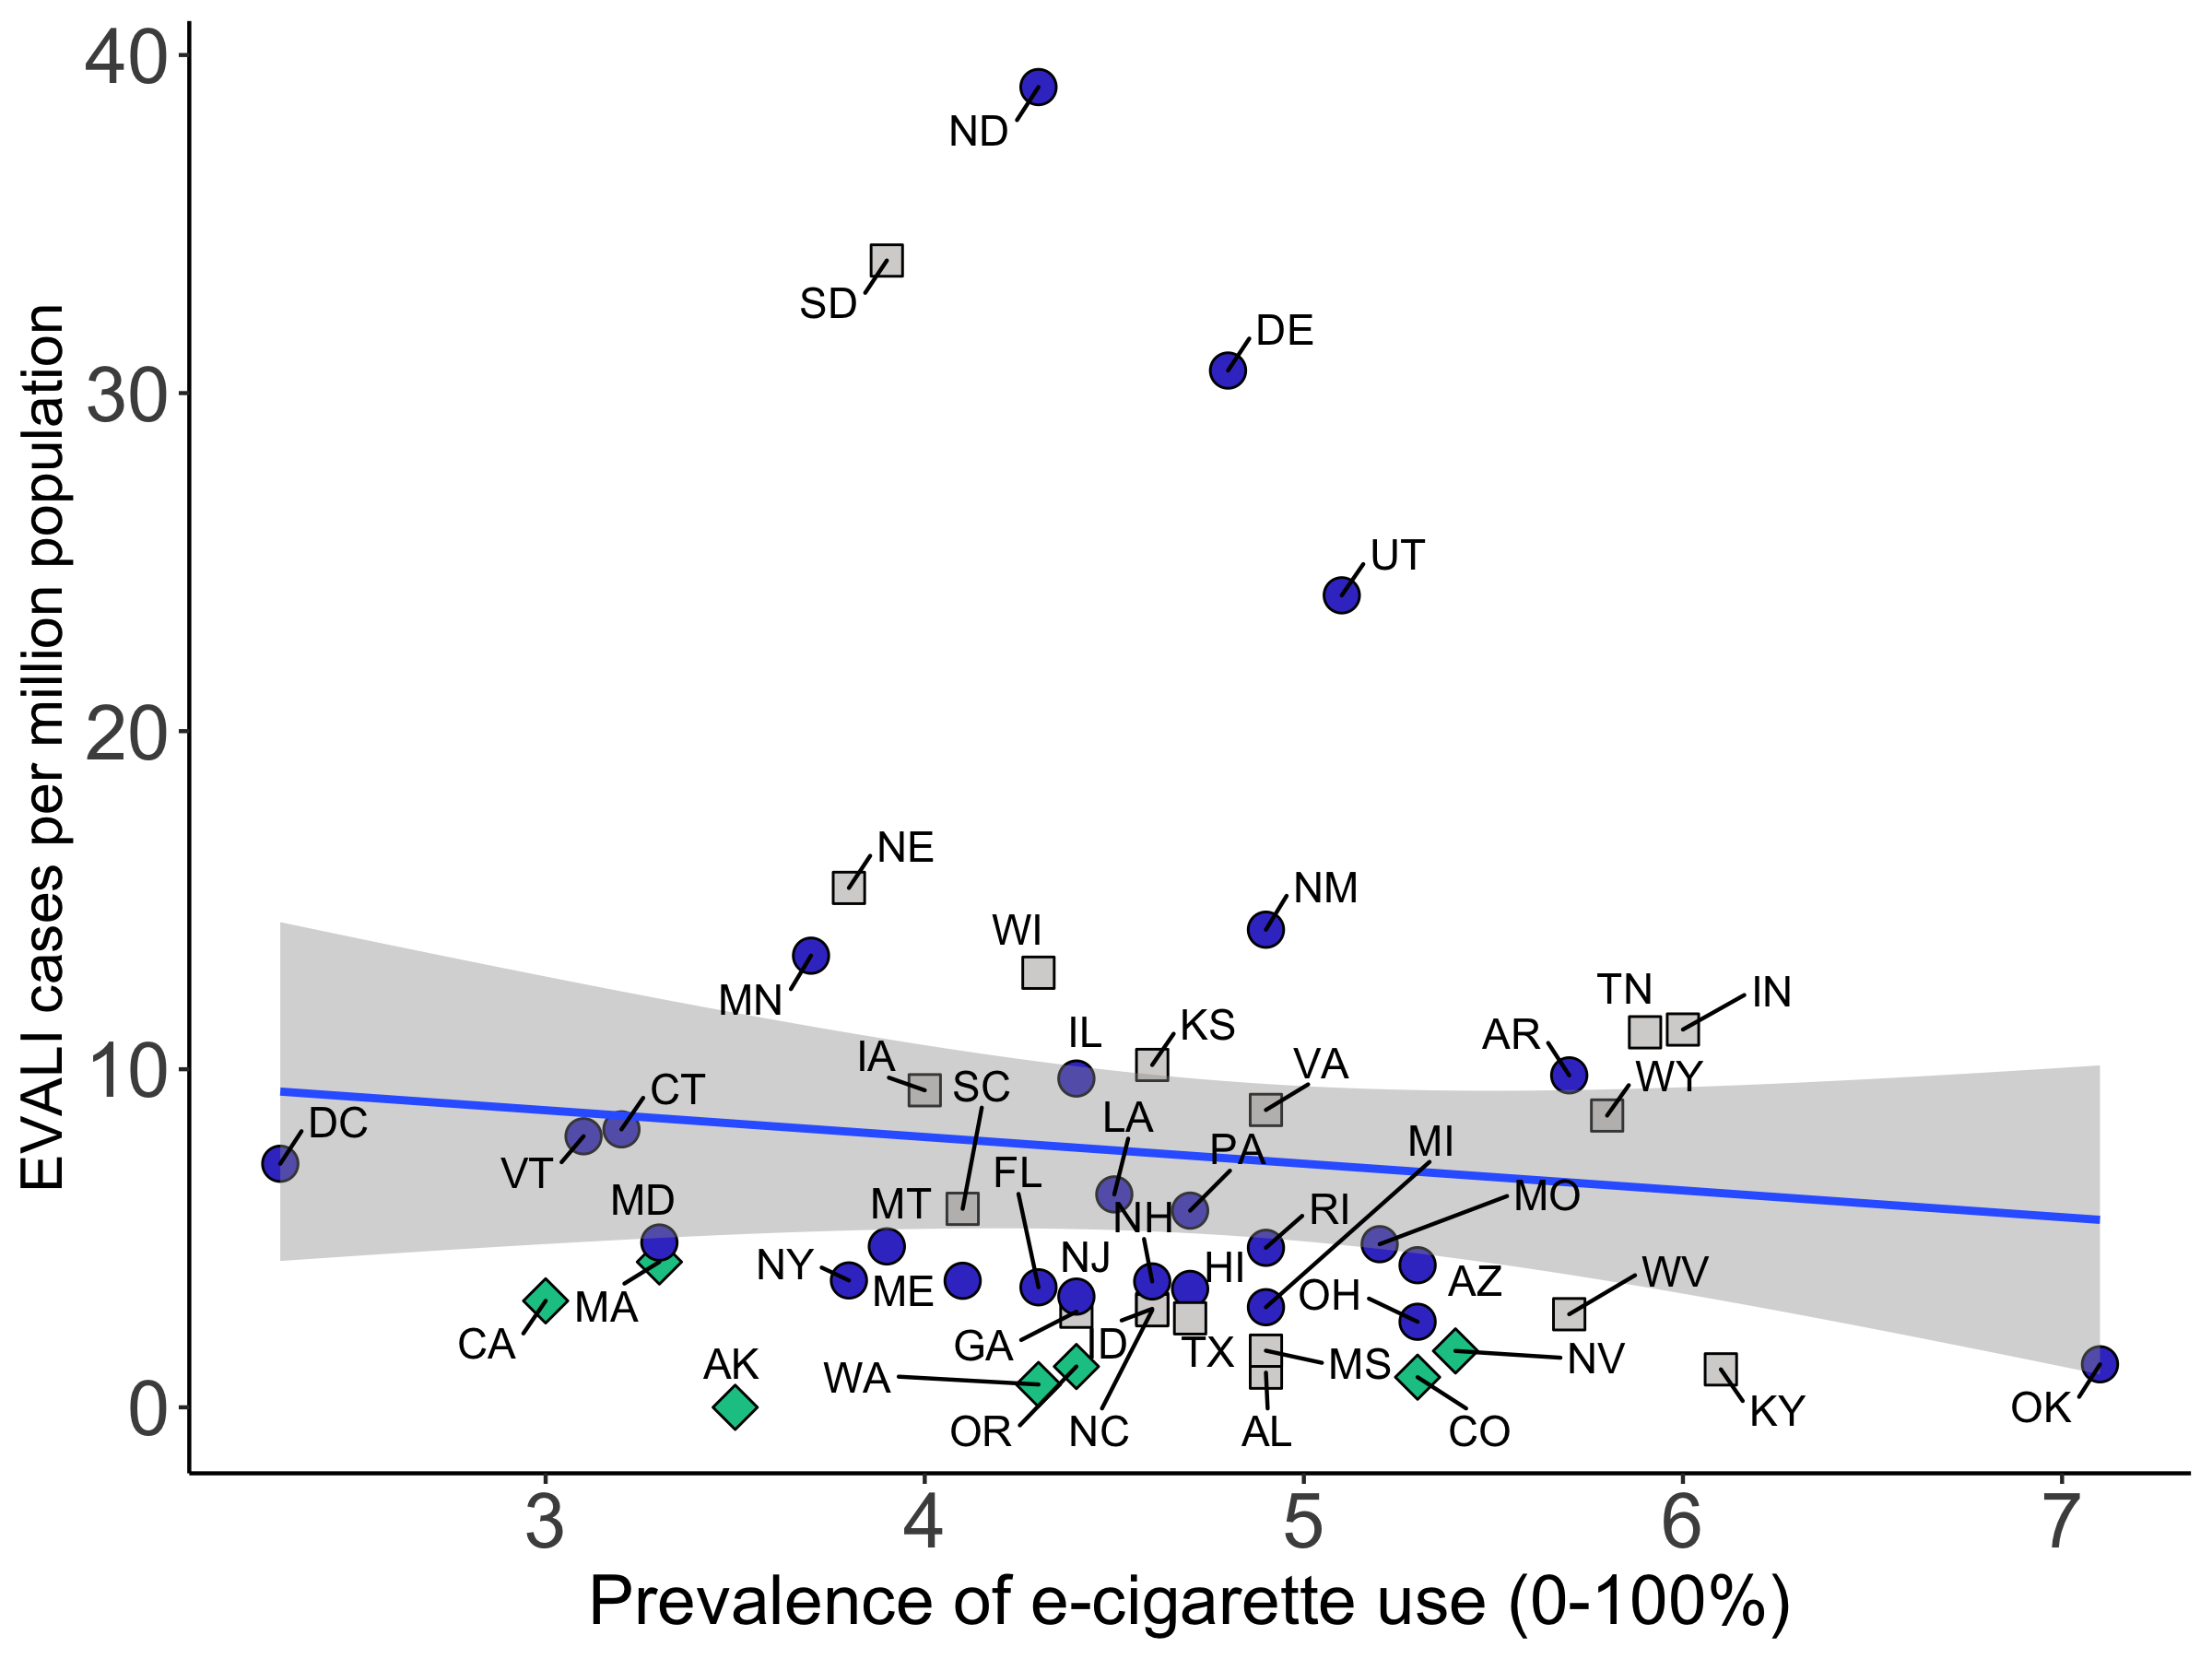 40
30
20
10
0
EVALI cases per million population
ND
SD
DE
UT
NE
NM
WI
MN
TN
IN
IL
KS
AR
IA
VA
SC
WY
CT
DC
LA
PA
MI
VT
FL
MD
MT
NH
RI
MO
NY
ME
NJ
HI
AZ
WV
MA
OH
CA
GA
ID
TX
MS
NV
AK
WA
OR
NC
AL
CO
KY
OK
3
4
5
6
7
Prevalence of e-cigarette use (0-100%)